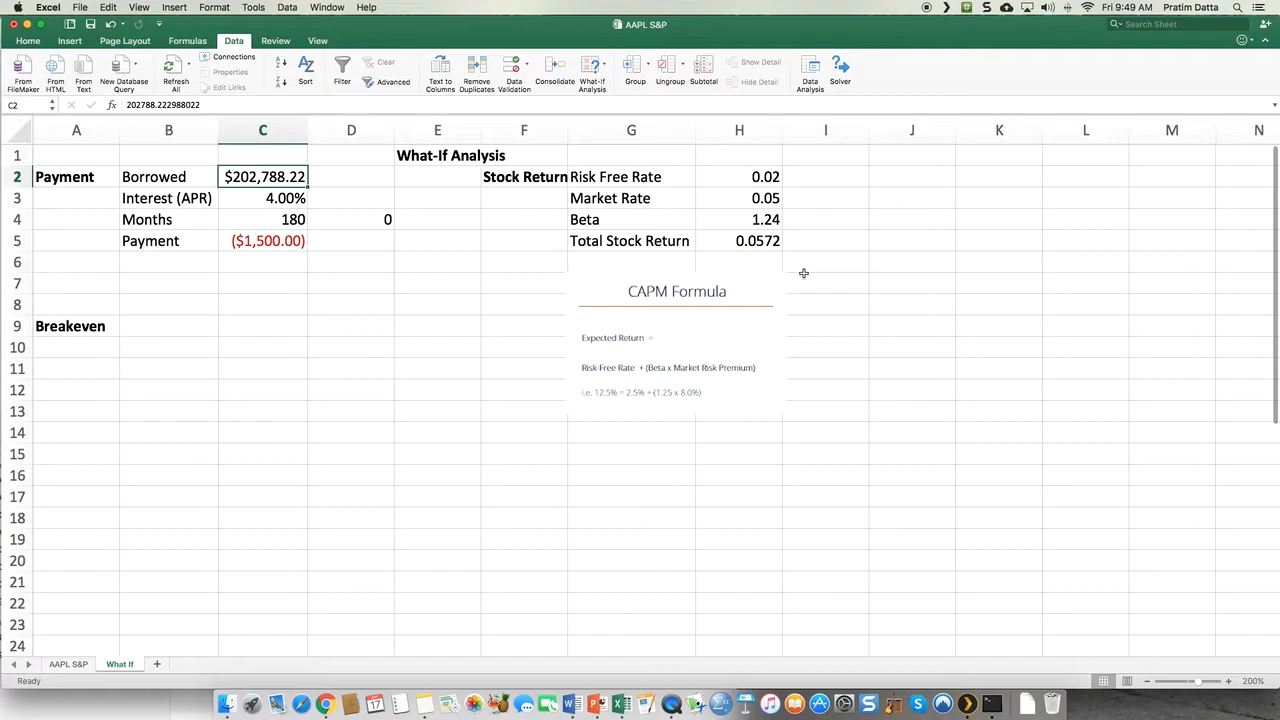 Excel File Edit View Insert Format Tools Data Window Help Fri 9:49 AM Pratim Datta
AAPL S&P Search Sheet
Home Insert Page Layout Formulas Data Review View
From FileMaker From HTML From Text New Database Query Refresh All Connections Properties Edit Links Sort Filter Clear Advanced Text to Columns Remove Duplicates Data Validation Consolidate What-If Analysis Group Ungroup Subtotal Show Detail Hide Detail Data Analysis Solver
C2 fx 202788.222988022
A B C D E F G H I J K L M N
1 What-If Analysis
2 Payment Borrowed $202,788.22 Stock Return Risk Free Rate 0.02
3 Interest (APR) 4.00% Market Rate 0.05
4 Months 180 0 Beta 1.24
5 Payment ($1,500.00) Total Stock Return 0.0572
6
7
CAPM Formula
8
9 Breakeven
Expected Return =
10
11
Risk-Free Rate + (Beta x Market Risk Premium)
12
i.e. 12.5% = 2.5% + (1.25 x 8.0%)
13
14
15
16
17
18
19
20
21
22
23
24
AAPL S&P What If +
Ready 200%